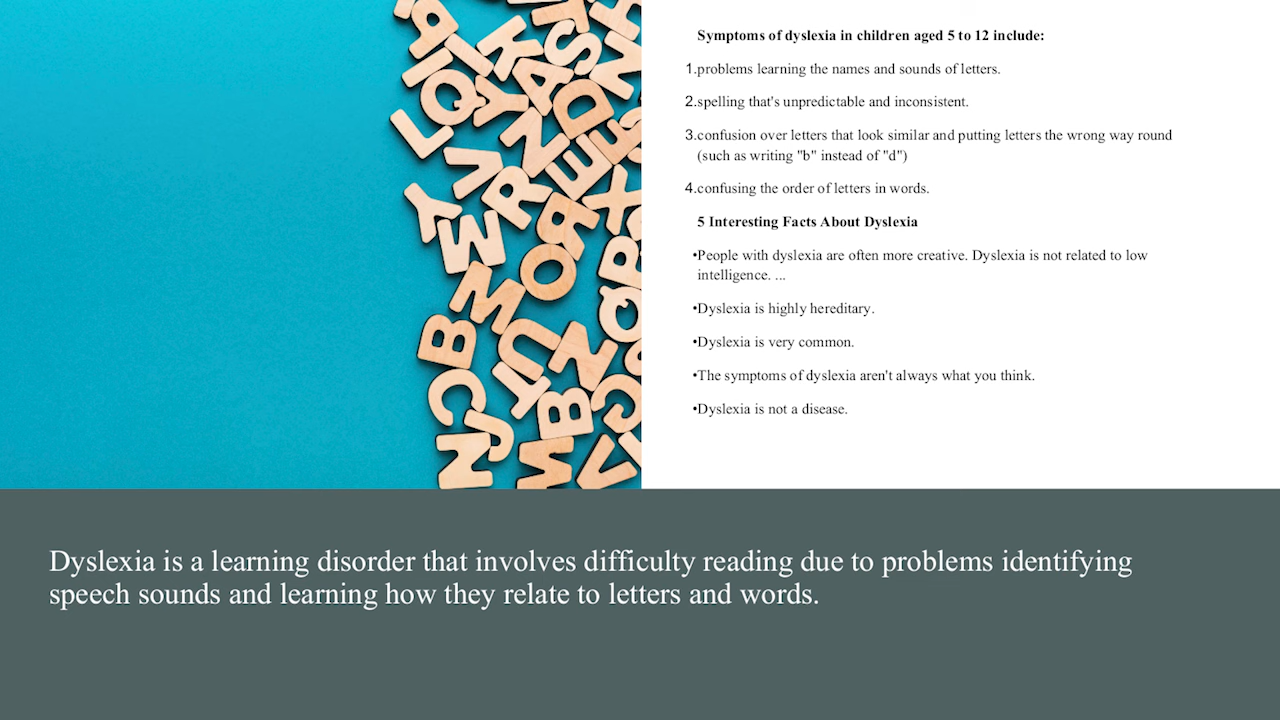 Symptoms of dyslexia in children aged 5 to 12 include:
1.problems learning the names and sounds of letters.
2.spelling that's unpredictable and inconsistent.
3.confusion over letters that look similar and putting letters the wrong way round
(such as writing "b" instead of "d")
4.confusing the order of letters in words.
5 Interesting Facts About Dyslexia
•People with dyslexia are often more creative. Dyslexia is not related to low
intelligence. ...
•Dyslexia is highly hereditary.
•Dyslexia is very common.
•The symptoms of dyslexia aren't always what you think.
•Dyslexia is not a disease.
Dyslexia is a learning disorder that involves difficulty reading due to problems identifying
speech sounds and learning how they relate to letters and words.